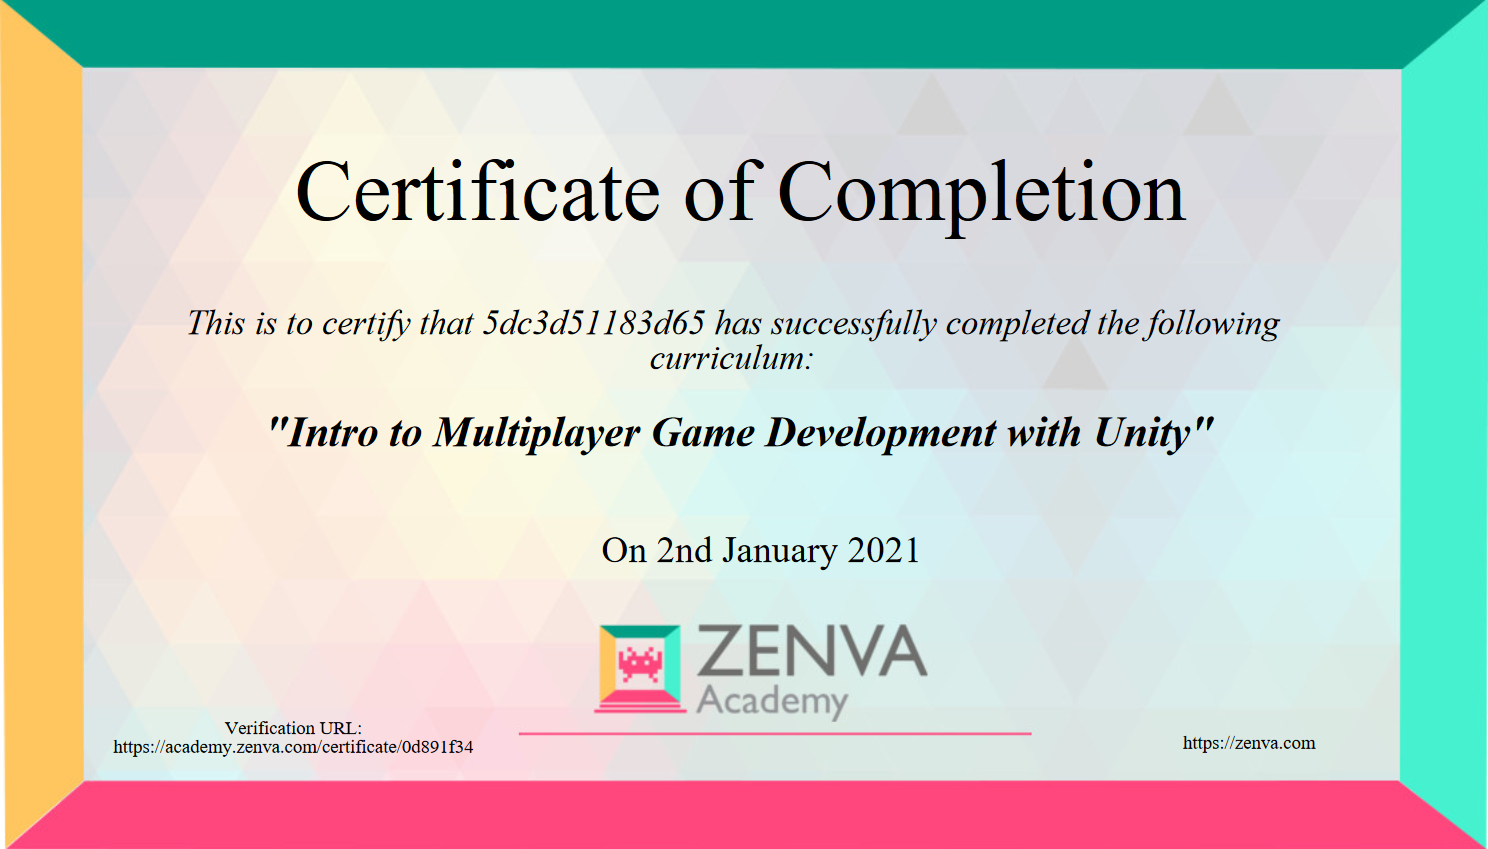 Certificate of Completion
This is to certify that 5dc3d51183d65 has successfully completed the following
curriculum:
"Intro to Multiplayer Game Development with Unity"
On 2nd January 2021
ZENVA
Academy
Verification URL:
https://academy.zenva.com/certificate/0d891f34
https://zenva.com